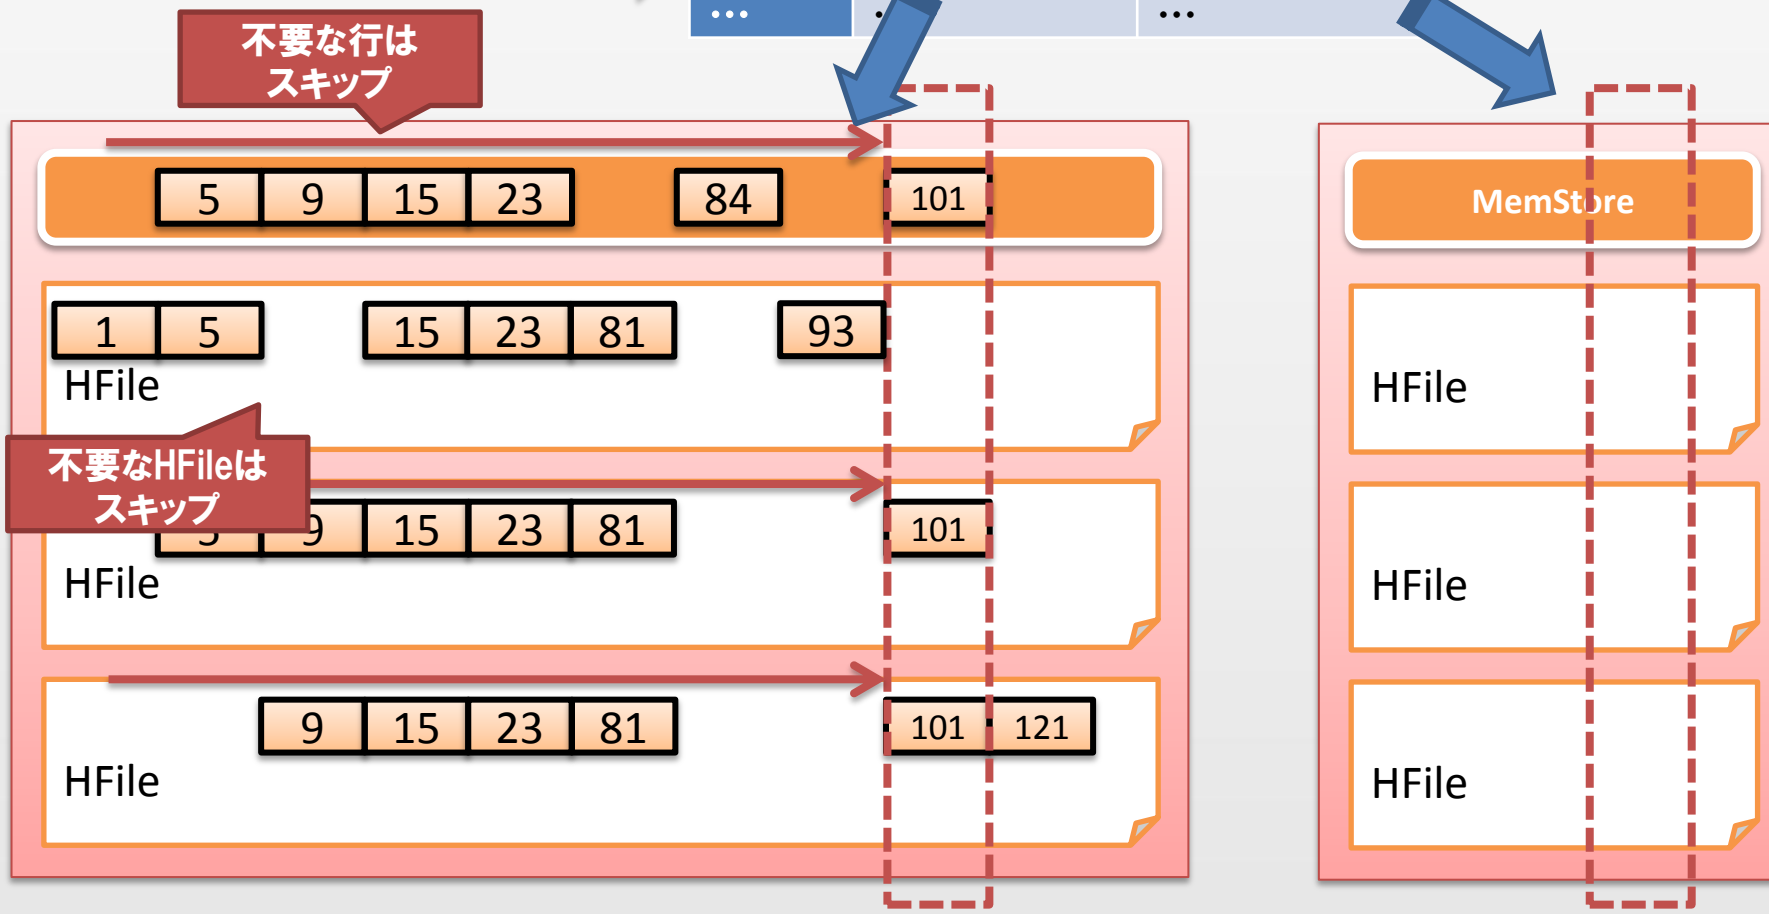 •••
•••
不要な行は
スキップ
5 9 15 23 84 101
1 5 15 23 81 93
HFile
不要なHFileは
スキップ
9 15 23 81 101
HFile
9 15 23 81 101 121
HFile
MemStore
HFile
HFile
HFile